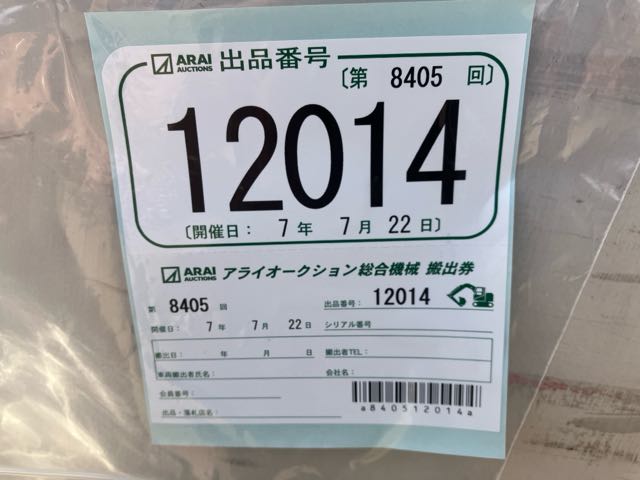 ARAI AUCTIONS 出品番号
〔第 8405 回〕
12014
〔開催日: 7年 7月 22日〕
ARAI AUCTIONS アライオークション総合機械 搬出券
第 8405 回 出品番号: 12014
開催日: 7年 7月 22日 シリアル番号
搬出日: 年 月 日 搬出者TEL:
車両搬出者氏名: 会社名:
会員番号:
出品・落札店名:
a840512014a